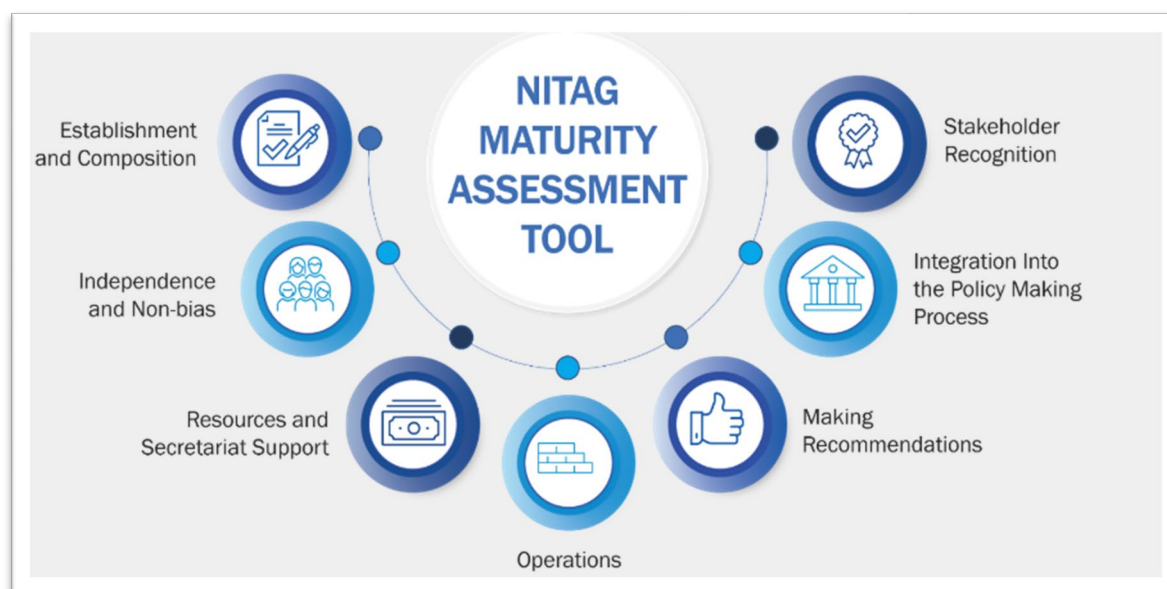 NITAG
MATURITY
ASSESSMENT
TOOL
Establishment
and Composition
Independence
and Non-bias
Resources and
Secretariat Support
Operations
Making
Recommendations
Integration Into
the Policy Making
Process
Stakeholder
Recognition